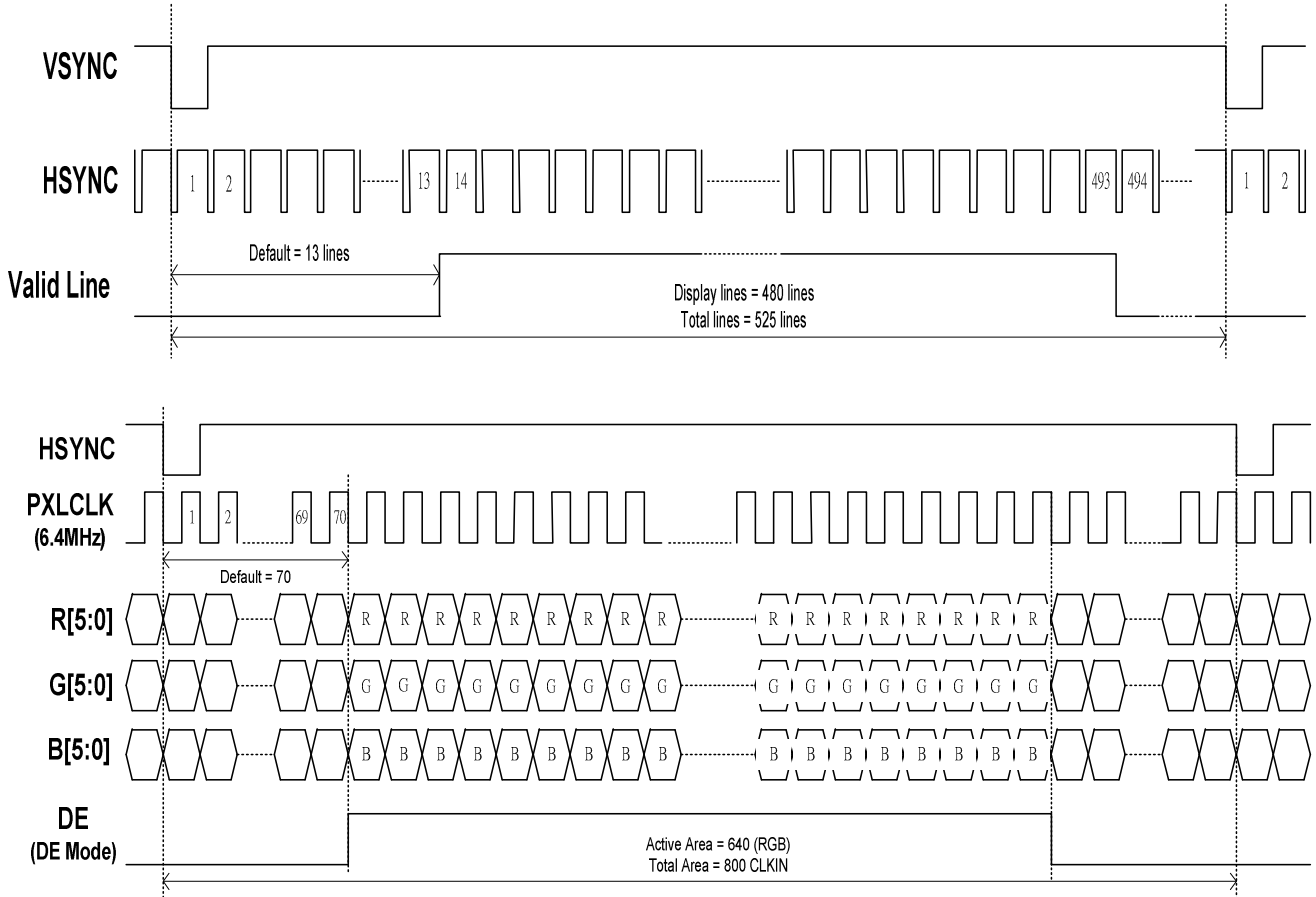 VSYNC
HSYNC 1 2 13 14 493 494 1 2
Default = 13 lines
Valid Line
Display lines = 480 lines
Total lines = 525 lines
HSYNC
PXLCLK
(6.4MHz)
1 2 69 70
Default = 70
R[5:0] R R R R R R R R R R R R R R R R R
G[5:0] G G G G G G G G G G G G G G G G G
B[5:0] B B B B B B B B B B B B B B B B B
DE
(DE Mode)
Active Area = 640 (RGB)
Total Area = 800 CLKIN